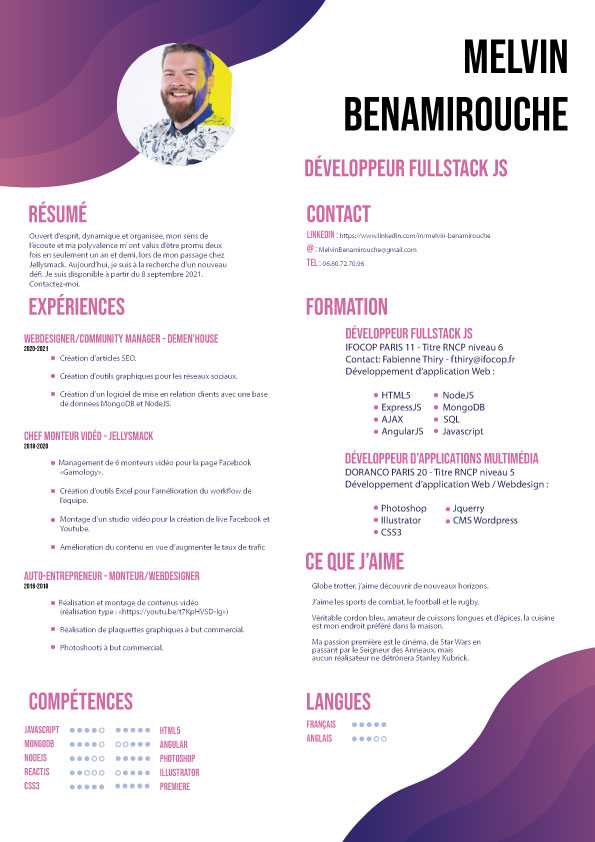 MELVIN
BENAMIROUCHE
DÉVELOPPEUR FULLSTACK JS
RÉSUMÉ
Ouvert d'esprit, dynamique et organisée, mon sens de
l'écoute et ma polyvalence m' ont valus d'être promu deux
fois en seulement un an et demi, lors de mon passage chez
Jellysmack. Aujourd'hui, je suis à la recherche d'un nouveau
défi. Je suis disponible à partir du 8 septembre 2021.
Contactez-moi.
CONTACT
LINKEDIN : https://www.linkedin.com/in/melvin-benamirouche
@ : MelvinBenamirouche@gmail.com
TEL : 06.60.72.70.96
EXPÉRIENCES
WEBDESIGNER/COMMUNITY MANAGER - DEMEN'HOUSE
2020-2021
Création d'articles SEO.
Création d'outils graphiques pour les réseaux sociaux.
Création d'un logiciel de mise en relation clients avec une base
de données MongoDB et NodeJS.
CHEF MONTEUR VIDÉO - JELLYSMACK
2018-2020
Management de 6 monteurs vidéo pour la page Facebook
«Gamology».
Création d'outils Excel pour l'amélioration du workflow de
l'équipe.
Montage d'un studio vidéo pour la création de live Facebook et
Youtube.
Amélioration du contenu en vue d'augmenter le taux de trafic
AUTO-ENTREPRENEUR - MONTEUR/WEBDESIGNER
2016-2018
Réalisation et montage de contenus vidéo
(réalisation type : «https://youtu.be/t7KpHVSD-Ig»)
Réalisation de plaquettes graphiques à but commercial.
Photoshoots à but commercial.
FORMATION
DÉVELOPPEUR FULLSTACK JS
IFOCOP PARIS 11 - Titre RNCP niveau 6
Contact: Fabienne Thiry - fthiry@ifocop.fr
Développement d'application Web :
HTML5 NodeJS
ExpressJS MongoDB
AJAX SQL
AngularJS Javascript
DÉVELOPPEUR D'APPLICATIONS MULTIMÉDIA
DORANCO PARIS 20 - Titre RNCP niveau 5
Développement d'application Web / Webdesign :
Photoshop Jquerry
Illustrator CMS Wordpress
CSS3
CE QUE J'AIME
Globe trotter, j'aime découvrir de nouveaux horizons.
J'aime les sports de combat, le football et le rugby.
Véritable cordon bleu, amateur de cuissons longues et d'épices, la cuisine
est mon endroit préféré dans la maison.
Ma passion première est le cinéma, de Star Wars en
passant par le Seigneur des Anneaux, mais
aucun réalisateur ne détrônera Stanley Kubrick.
COMPÉTENCES
JAVASCRIPT HTML5
MONGODB ANGULAR
NODEJS PHOTOSHOP
REACTJS ILLUSTRATOR
CSS3 PREMIERE
LANGUES
FRANÇAIS
ANGLAIS